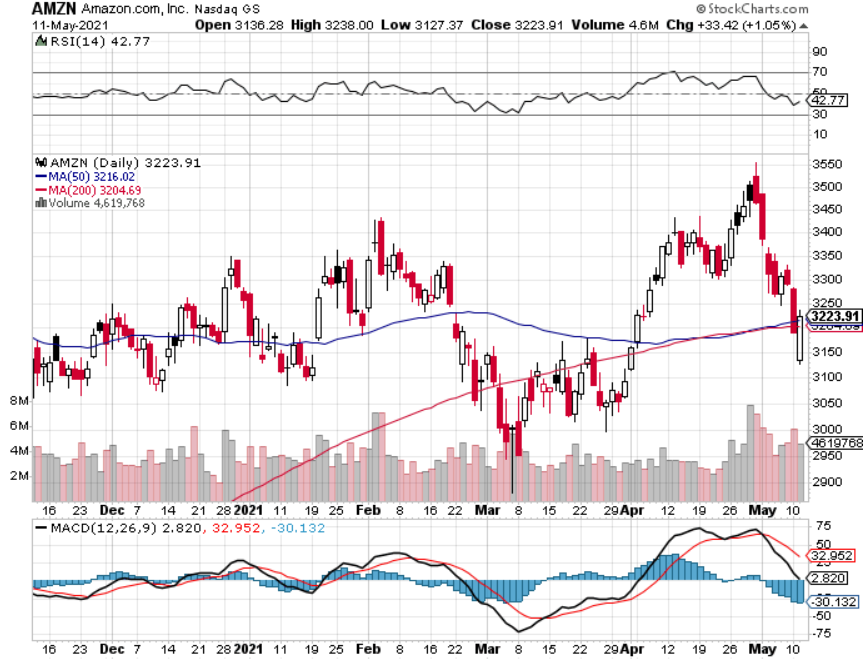 AMZN Amazon.com, Inc. Nasdaq GS © StockCharts.com
11-May-2021 Open 3136.28 High 3238.00 Low 3127.37 Close 3223.91 Volume 4.6M Chg +33.42 (+1.05%)
RSI(14) 42.77
90
70
50
42.77
30
10
AMZN (Daily) 3223.91
MA(50) 3216.02
MA(200) 3204.69
Volume 4,619,768
3550
3500
3450
3400
3350
3300
3250
3223.91
3204.69
3150
3100
3050
3000
2950
2900
8M
6M
4M
2M
4619768
16 23 Dec 7 14 21 28 2021 11 19 25 Feb 8 16 22 Mar 8 15 22 29 Apr 12 19 26 May 10
MACD(12,26,9) 2.820, 32.952, -30.132
75
50
32.952
25
2.820
-30.132
-50
-75
16 23 Dec 7 14 21 28 2021 11 19 25 Feb 8 16 22 Mar 8 15 22 29 Apr 12 19 26 May 10